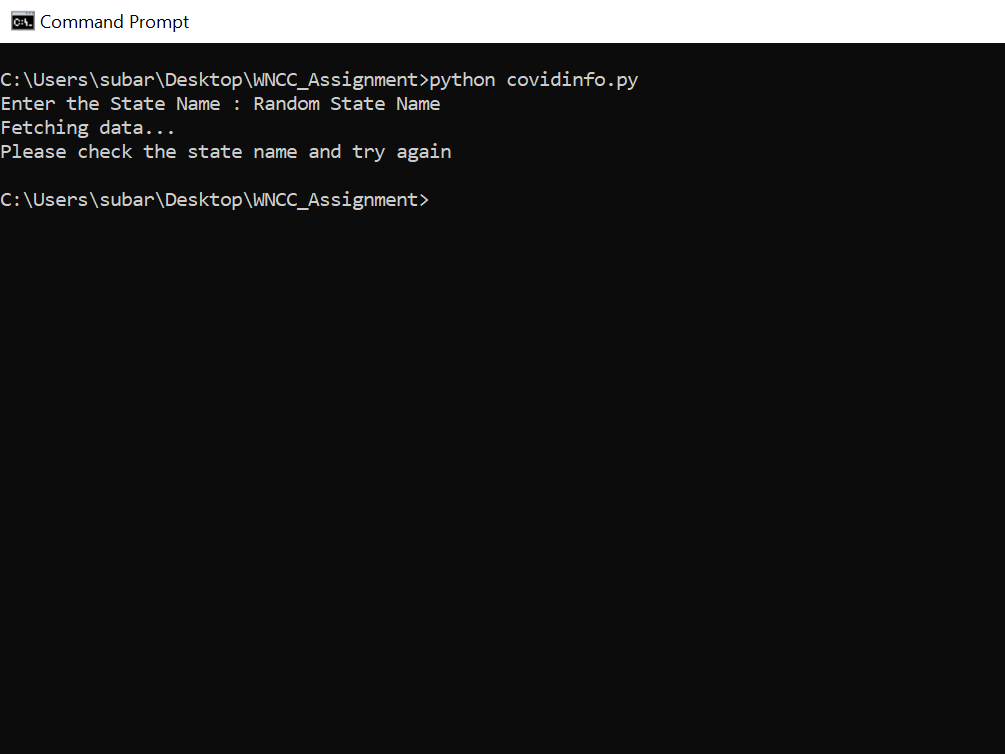 Command Prompt
C:\Users\subar\Desktop\WNCC_Assignment>python covidinfo.py
Enter the State Name : Random State Name
Fetching data...
Please check the state name and try again
C:\Users\subar\Desktop\WNCC_Assignment>